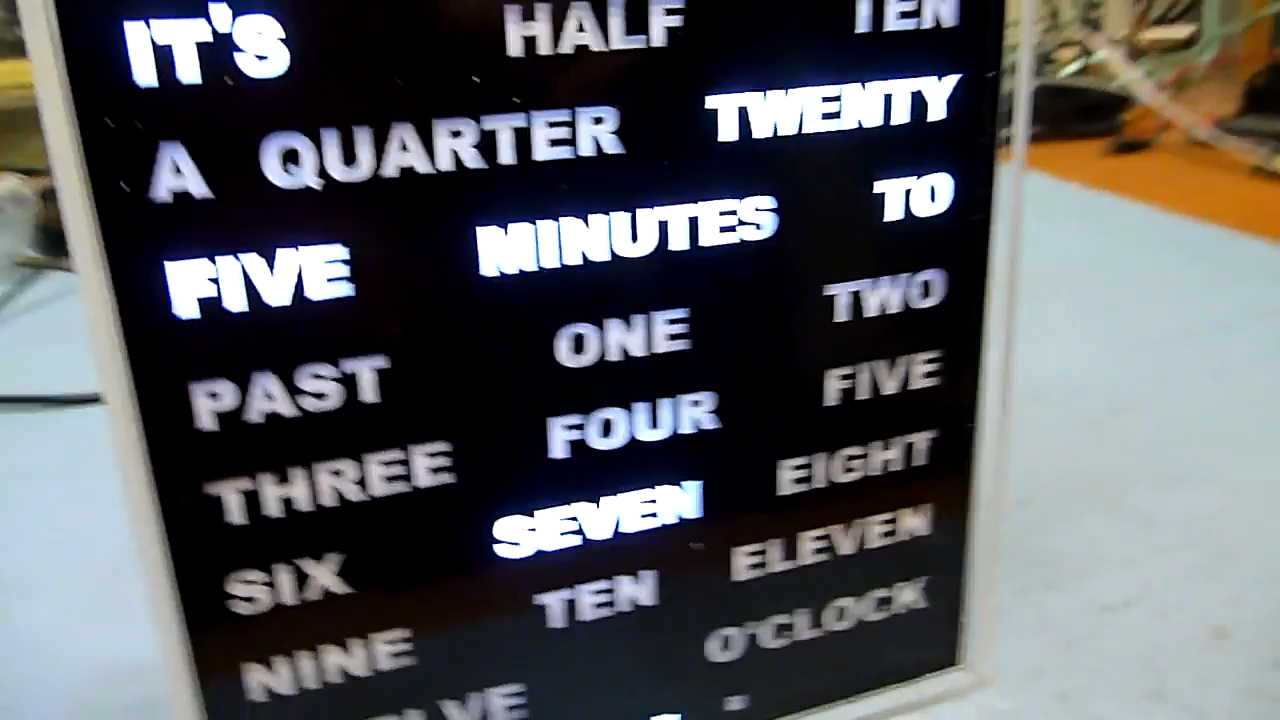 IT'S HALF TEN
A QUARTER TWENTY
FIVE MINUTES TO
PAST ONE TWO
THREE FOUR FIVE
SIX SEVEN EIGHT
NINE TEN ELEVEN
O'CLOCK